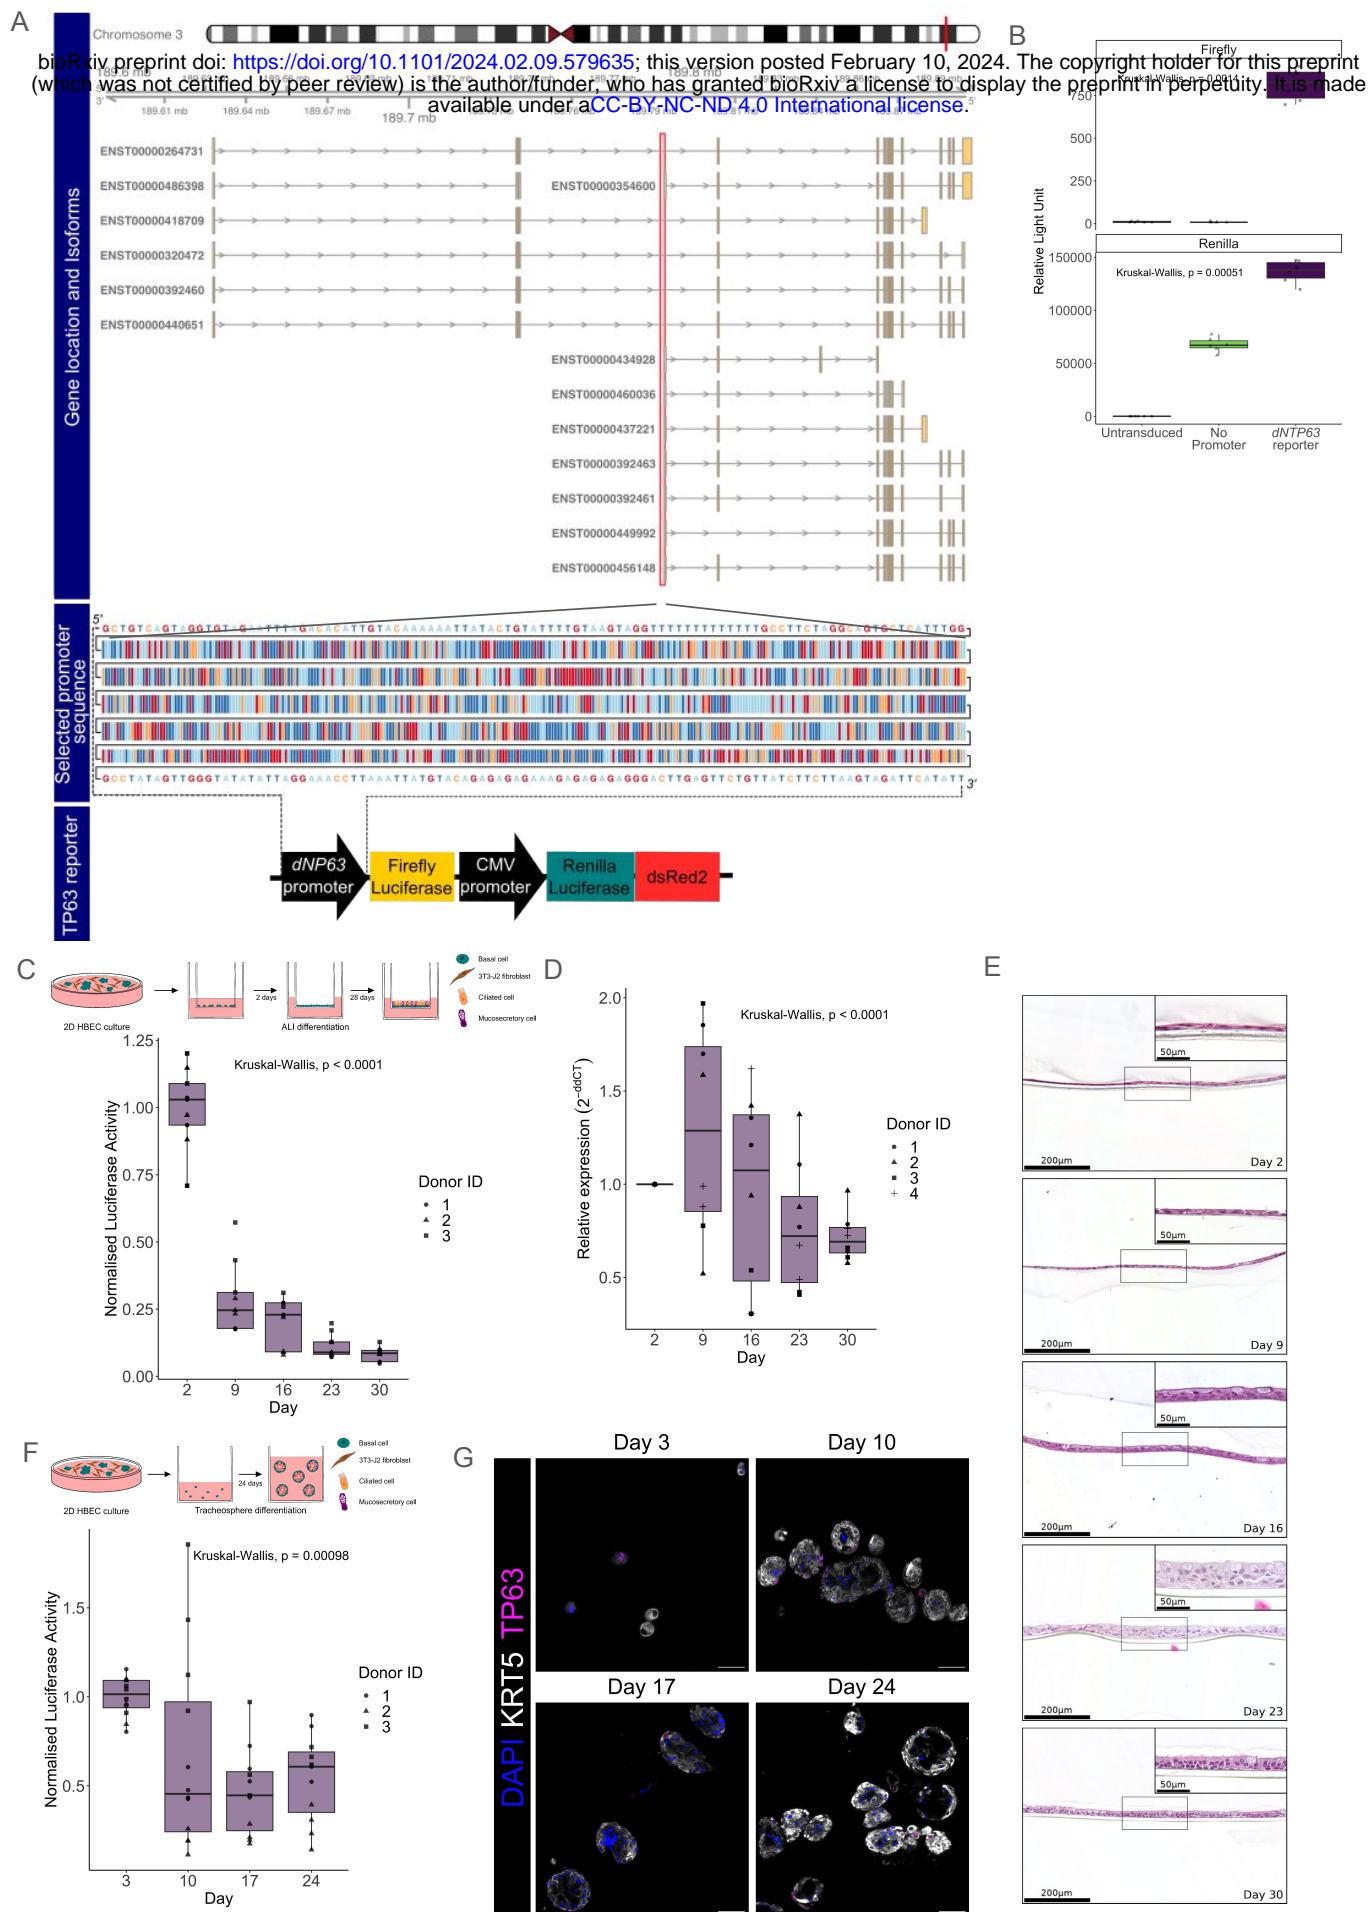 A
Chromosome 3
bioRxiv preprint doi: https://doi.org/10.1101/2024.02.09.579635; this version posted February 10, 2024. The copyright holder for this preprint
(which was not certified by peer review) is the author/funder, who has granted bioRxiv a license to display the preprint in perpetuity. It is made
available under aCC-BY-NC-ND 4.0 International license.
189.6 mb
189.8 mb
3'
5'
189.61 mb
189.64 mb
189.67 mb
189.7 mb
Gene location and Isoforms
ENST00000264731
ENST00000486398
ENST00000354600
ENST00000418709
ENST00000320472
ENST00000392460
ENST00000440651
ENST00000434928
ENST00000460036
ENST00000437221
ENST00000392463
ENST00000392461
ENST00000449992
ENST00000456148
Selected promoter
sequence
5'
3'
TP63 reporter
dNP63
promoter
Firefly
Luciferase
CMV
promoter
Renilla
Luciferase
dsRed2
B
Firefly
Kruskal-Wallis, p = 0.0014
750
500
250
0
Relative Light Unit
Renilla
Kruskal-Wallis, p = 0.00051
150000
100000
50000
0
Untransduced
No
Promoter
dNTP63
reporter
C
2D HBEC culture
2 days
28 days
ALI differentiation
Basal cell
3T3-J2 fibroblast
Ciliated cell
Mucosecretory cell
Kruskal-Wallis, p < 0.0001
Normalised Luciferase Activity
1.25
1.00
0.75
0.50
0.25
0.00
2 9 16 23 30
Day
Donor ID
1
2
3
D
Kruskal-Wallis, p < 0.0001
Relative expression (2−ddCT)
2.0
1.5
1.0
0.5
2 9 16 23 30
Day
Donor ID
1
2
3
4
E
50μm
200μm
Day 2
50μm
200μm
Day 9
50μm
200μm
Day 16
50μm
200μm
Day 23
50μm
200μm
Day 30
F
2D HBEC culture
24 days
Tracheosphere differentiation
Basal cell
3T3-J2 fibroblast
Ciliated cell
Mucosecretory cell
Kruskal-Wallis, p = 0.00098
Normalised Luciferase Activity
1.5
1.0
0.5
3 10 17 24
Day
Donor ID
1
2
3
G
DAPI KRT5 TP63
Day 3
Day 10
Day 17
Day 24